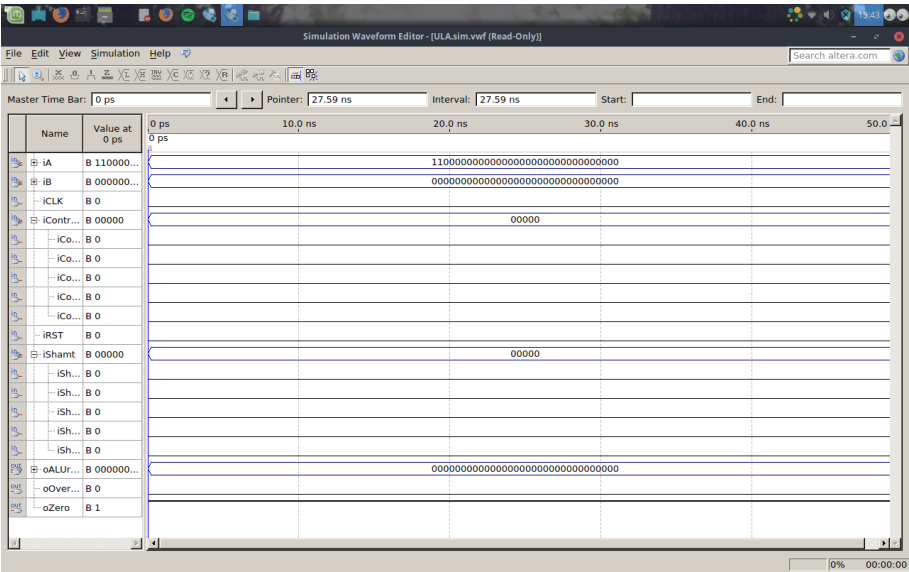 15:43
Simulation Waveform Editor - [ULA.sim.vwf (Read-Only)]
File Edit View Simulation Help
Search altera.com
Master Time Bar: 0 ps Pointer: 27.59 ns Interval: 27.59 ns Start: End:
Name Value at 0 ps 0 ps 10.0 ns 20.0 ns 30.0 ns 40.0 ns 50.0
0 ps
iA B 110000... 11000000000000000000000000000000
iB B 000000... 00000000000000000000000000000000
iCLK B 0
iContr... B 00000 00000
iCo... B 0
iCo... B 0
iCo... B 0
iCo... B 0
iCo... B 0
iRST B 0
iShamt B 00000 00000
iSh... B 0
iSh... B 0
iSh... B 0
iSh... B 0
iSh... B 0
oALUr... B 000000... 00000000000000000000000000000000
oOver... B 0
oZero B 1
0% 00:00:00